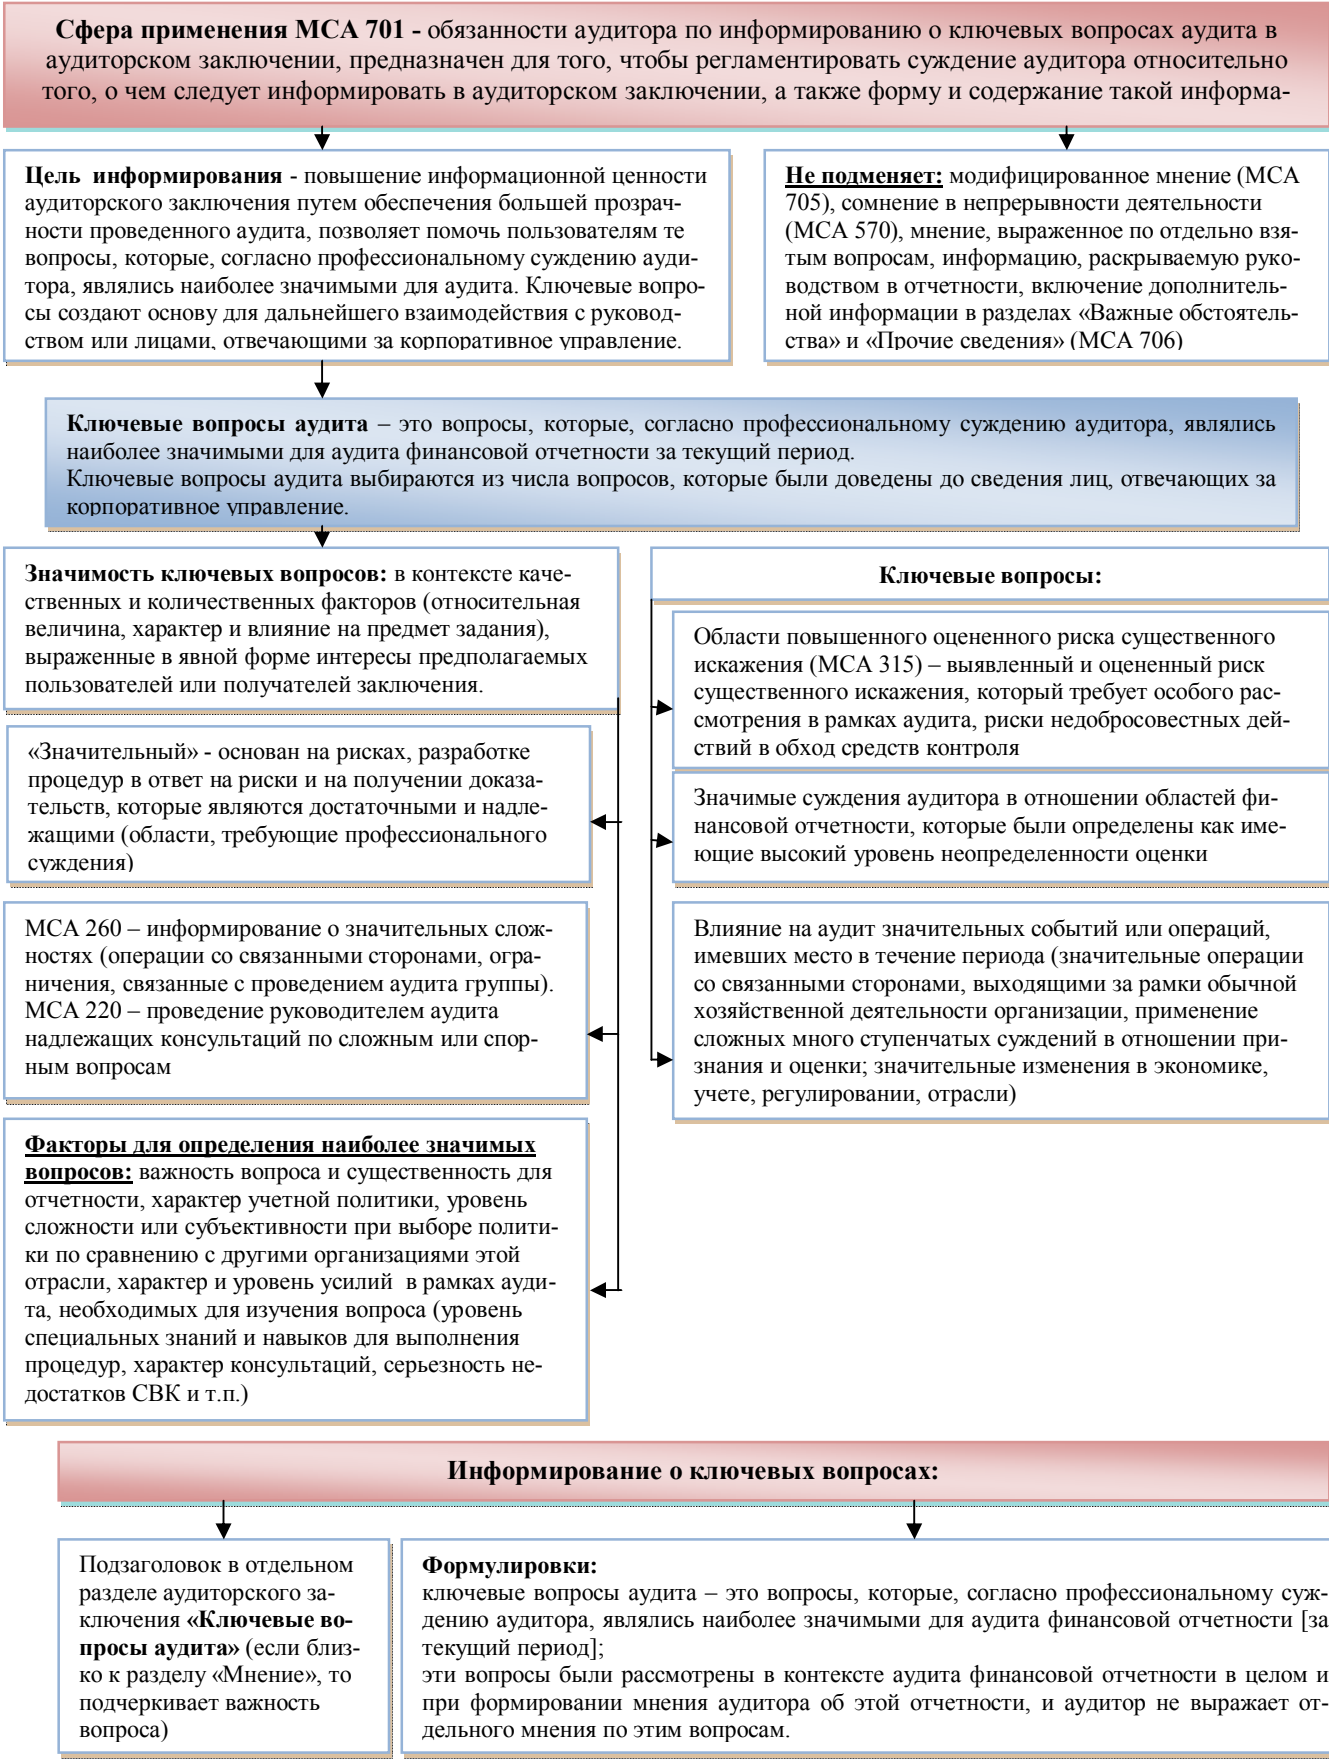 Сфера применения МСА 701 - обязанности аудитора по информированию о ключевых вопросах аудита в
аудиторском заключении, предназначен для того, чтобы регламентировать суждение аудитора относительно
того, о чем следует информировать в аудиторском заключении, а также форму и содержание такой информа-
Цель информирования - повышение информационной ценности
аудиторского заключения путем обеспечения большей прозрач-
ности проведенного аудита, позволяет помочь пользователям те
вопросы, которые, согласно профессиональному суждению ауди-
тора, являлись наиболее значимыми для аудита. Ключевые вопро-
сы создают основу для дальнейшего взаимодействия с руковод-
ством или лицами, отвечающими за корпоративное управление.
Не подменяет: модифицированное мнение (МСА
705), сомнение в непрерывности деятельности
(МСА 570), мнение, выраженное по отдельно взя-
тым вопросам, информацию, раскрываемую руко-
водством в отчетности, включение дополнитель-
ной информации в разделах «Важные обстоятель-
ства» и «Прочие сведения» (МСА 706)
Ключевые вопросы аудита – это вопросы, которые, согласно профессиональному суждению аудитора, являлись
наиболее значимыми для аудита финансовой отчетности за текущий период.
Ключевые вопросы аудита выбираются из числа вопросов, которые были доведены до сведения лиц, отвечающих за
корпоративное управление.
Значимость ключевых вопросов: в контексте каче-
ственных и количественных факторов (относительная
величина, характер и влияние на предмет задания),
выраженные в явной форме интересы предполагаемых
пользователей или получателей заключения.
«Значительный» - основан на рисках, разработке
процедур в ответ на риски и на получении доказа-
тельств, которые являются достаточными и надле-
жащими (области, требующие профессионального
суждения)
МСА 260 – информирование о значительных слож-
ностях (операции со связанными сторонами, огра-
ничения, связанные с проведением аудита группы).
МСА 220 – проведение руководителем аудита
надлежащих консультаций по сложным или спор-
ным вопросам
Факторы для определения наиболее значимых
вопросов: важность вопроса и существенность для
отчетности, характер учетной политики, уровень
сложности или субъективности при выборе полити-
ки по сравнению с другими организациями этой
отрасли, характер и уровень усилий в рамках ауди-
та, необходимых для изучения вопроса (уровень
специальных знаний и навыков для выполнения
процедур, характер консультаций, серьезность не-
достатков СВК и т.п.)
Ключевые вопросы:
Области повышенного оцененного риска существенного
искажения (МСА 315) – выявленный и оцененный риск
существенного искажения, который требует особого рас-
смотрения в рамках аудита, риски недобросовестных дей-
ствий в обход средств контроля
Значимые суждения аудитора в отношении областей фи-
нансовой отчетности, которые были определены как име-
ющие высокий уровень неопределенности оценки
Влияние на аудит значительных событий или операций,
имевших место в течение периода (значительные операции
со связанными сторонами, выходящими за рамки обычной
хозяйственной деятельности организации, применение
сложных много ступенчатых суждений в отношении при-
знания и оценки; значительные изменения в экономике,
учете, регулировании, отрасли)
Информирование о ключевых вопросах:
Подзаголовок в отдельном
разделе аудиторского за-
ключения «Ключевые во-
просы аудита» (если близ-
ко к разделу «Мнение», то
подчеркивает важность
вопроса)
Формулировки:
ключевые вопросы аудита – это вопросы, которые, согласно профессиональному суж-
дению аудитора, являлись наиболее значимыми для аудита финансовой отчетности [за
текущий период];
эти вопросы были рассмотрены в контексте аудита финансовой отчетности в целом и
при формировании мнения аудитора об этой отчетности, и аудитор не выражает от-
дельного мнения по этим вопросам.